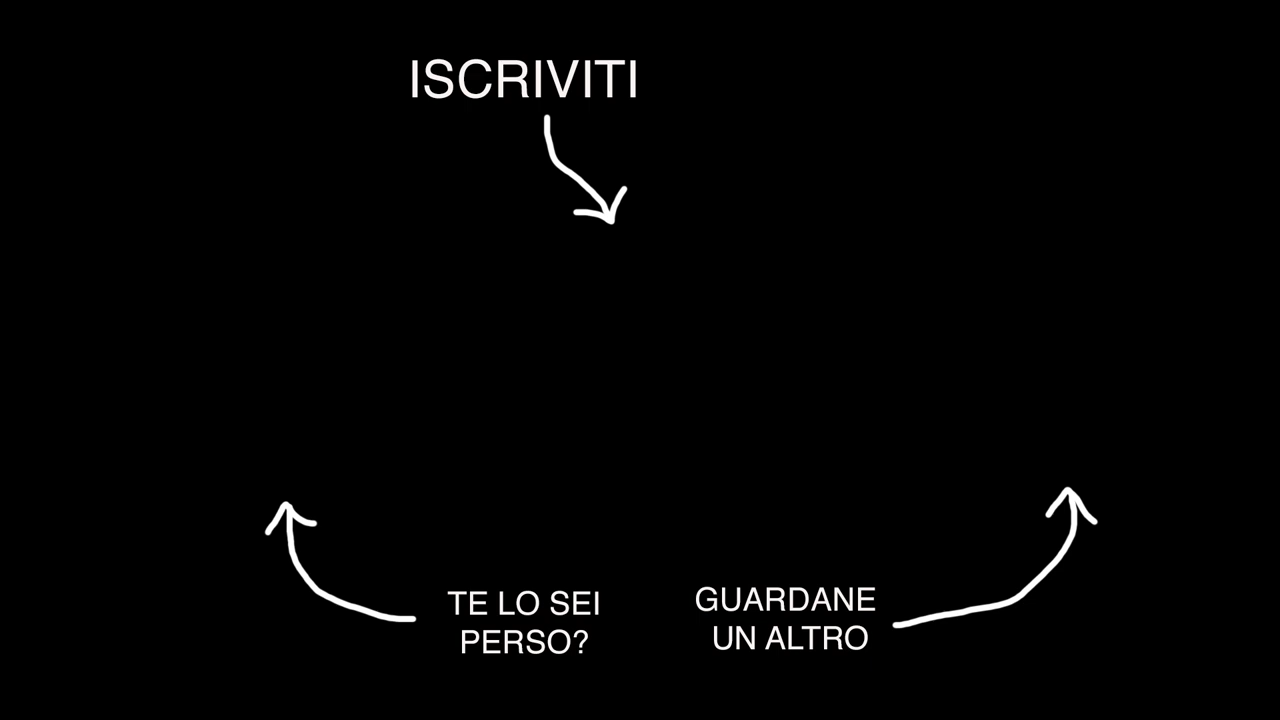 ISCRIVITI
TE LO SEI
PERSO?
GUARDANE
UN ALTRO